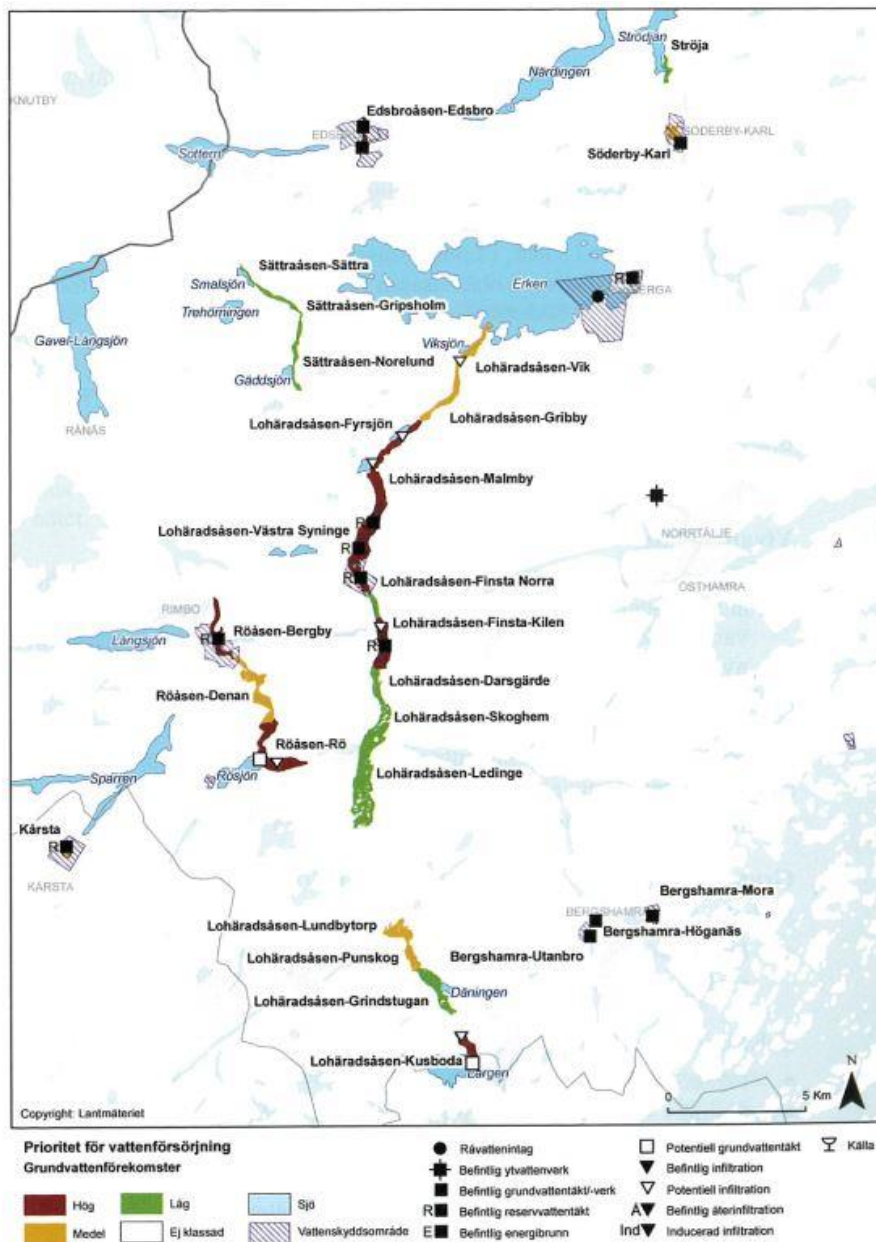 Strödjan
Ströja
Närdingen
KNUTBY
Edsbroåsen-Edsbro
SÖDERBY-KARL
Sottern
Söderby-Karl
Sättraåsen-Sättra
Smalsjön
Erken
R
Trehörningen
Sättraåsen-Gripsholm
Gavel-Långsjön
Viksjön
Sättraåsen-Norelund
Lohäradsåsen-Vik
Gäddsjön
Lohäradsåsen-Gribby
RÅNÄS
Lohäradsåsen-Fyrsjön
Lohäradsåsen-Malmby
R
Lohäradsåsen-Västra Syninge
NORRTÄLJE
R
R
Lohäradsåsen-Finsta Norra
ÖSTHAMRA
RIMBO
Lohäradsåsen-Finsta-Kilen
Långsjön
R
Röåsen-Bergby
R
Lohäradsåsen-Darsgärde
Röåsen-Denan
Lohäradsåsen-Skoghem
Röåsen-Rö
Lohäradsåsen-Ledinge
Sparren
Rösjön
Kårsta
R
KÅRSTA
Bergshamra-Mora
BERGSHAMRA
Lohäradsåsen-Lundbytorp
Bergshamra-Höganäs
Lohäradsåsen-Punskog
Bergshamra-Utanbro
Lohäradsåsen-Grindstugan
Däningen
Lohäradsåsen-Kusboda
Largen
N
0 5 Km
Copyright: Lantmäteriet
Prioritet för vattenförsörjning
Grundvattenförekomster
Hög
Låg
Sjö
Medel
Ej klassad
Vattenskyddsområde
Råvattenintag
Befintlig ytvattenverk
Befintlig grundvattentäkt/-verk
R Befintlig reservvattentäkt
E Befintlig energibrunn
Potentiell grundvattentäkt
Befintlig infiltration
Potentiell infiltration
A Befintlig återinfiltration
Ind Inducerad infiltration
Källa